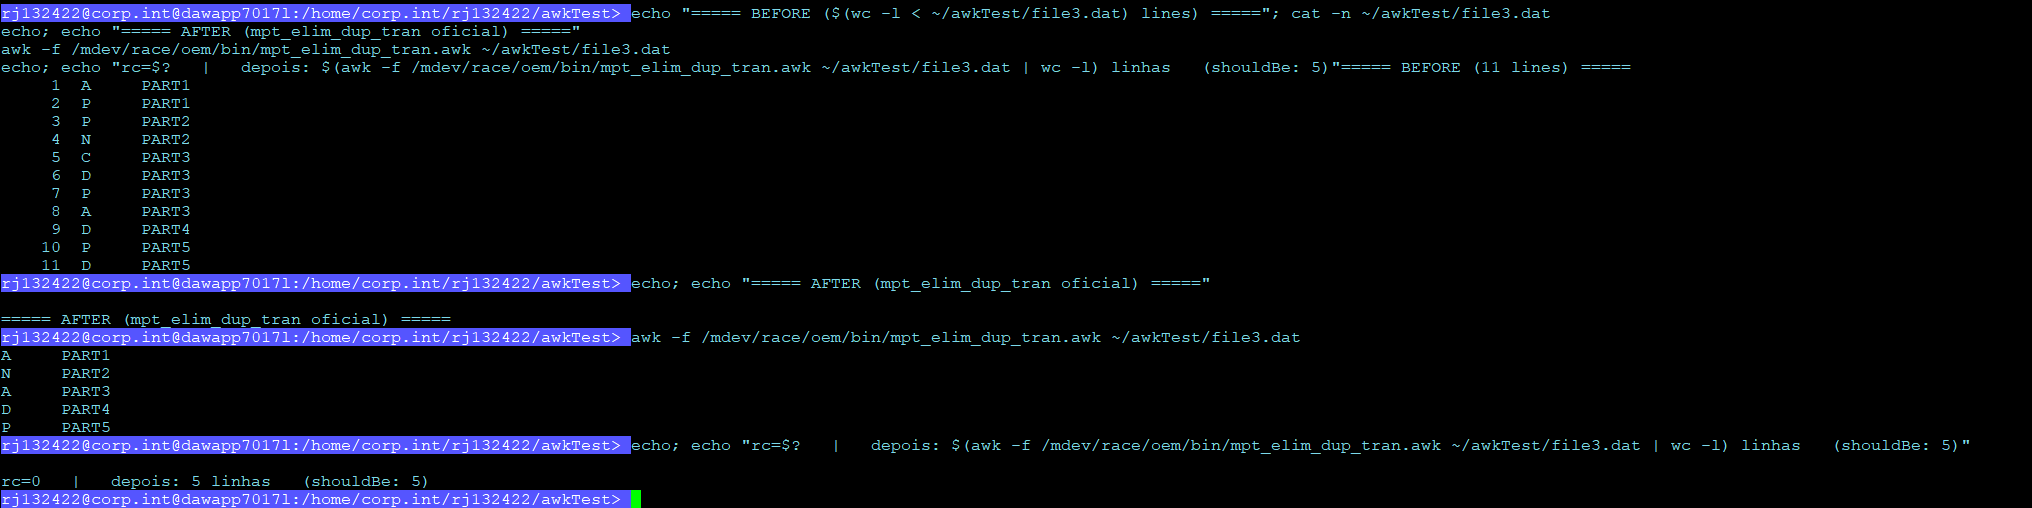 rj132422@corp.int@dawapp7017l:/home/corp.int/rj132422/awkTest> echo "===== BEFORE ($(wc -l < ~/awkTest/file3.dat) lines) ====="; cat -n ~/awkTest/file3.dat
echo; echo "===== AFTER (mpt_elim_dup_tran oficial) ====="
awk -f /mdev/race/oem/bin/mpt_elim_dup_tran.awk ~/awkTest/file3.dat
echo; echo "rc=$?   |   depois: $(awk -f /mdev/race/oem/bin/mpt_elim_dup_tran.awk ~/awkTest/file3.dat | wc -l) linhas   (shouldBe: 5)"===== BEFORE (11 lines) =====
     1  A     PART1
     2  P     PART1
     3  P     PART2
     4  N     PART2
     5  C     PART3
     6  D     PART3
     7  P     PART3
     8  A     PART3
     9  D     PART4
    10  P     PART5
    11  D     PART5
rj132422@corp.int@dawapp7017l:/home/corp.int/rj132422/awkTest> echo; echo "===== AFTER (mpt_elim_dup_tran oficial) ====="
===== AFTER (mpt_elim_dup_tran oficial) =====
rj132422@corp.int@dawapp7017l:/home/corp.int/rj132422/awkTest> awk -f /mdev/race/oem/bin/mpt_elim_dup_tran.awk ~/awkTest/file3.dat
A     PART1
N     PART2
A     PART3
D     PART4
P     PART5
rj132422@corp.int@dawapp7017l:/home/corp.int/rj132422/awkTest> echo; echo "rc=$?   |   depois: $(awk -f /mdev/race/oem/bin/mpt_elim_dup_tran.awk ~/awkTest/file3.dat | wc -l) linhas   (shouldBe: 5)"
rc=0   |   depois: 5 linhas   (shouldBe: 5)
rj132422@corp.int@dawapp7017l:/home/corp.int/rj132422/awkTest>